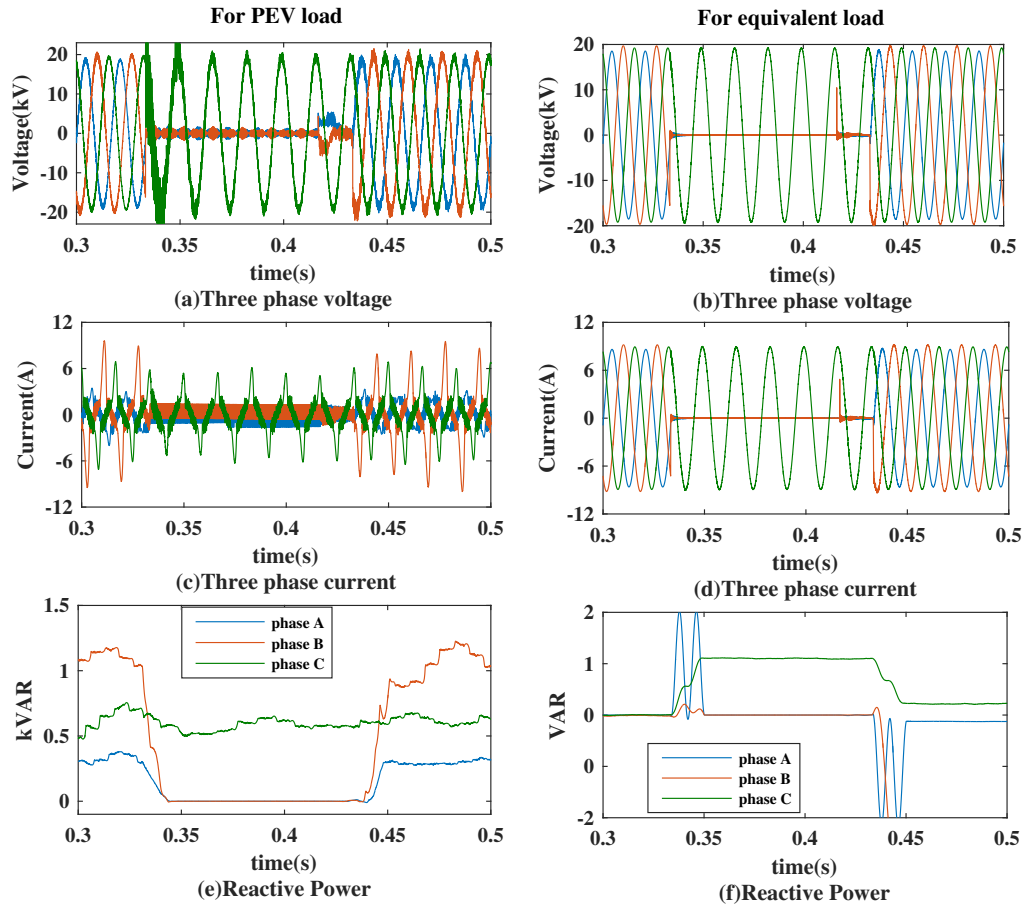 For PEV load
For equivalent load
Voltage(kV)
20
10
0
-10
-20
0.3
0.35
0.4
0.45
0.5
time(s)
(a)Three phase voltage
Voltage(kV)
20
10
0
-10
-20
0.3
0.35
0.4
0.45
0.5
time(s)
(b)Three phase voltage
Current(A)
12
6
0
-6
-12
0.3
0.35
0.4
0.45
0.5
time(s)
(c)Three phase current
Current(A)
12
6
0
-6
-12
0.3
0.35
0.4
0.45
0.5
time(s)
(d)Three phase current
kVAR
1.5
1
0.5
0
phase A
phase B
phase C
0.3
0.35
0.4
0.45
0.5
time(s)
(e)Reactive Power
VAR
2
1
0
-2
phase A
phase B
phase C
0.3
0.35
0.4
0.45
0.5
time(s)
(f)Reactive Power